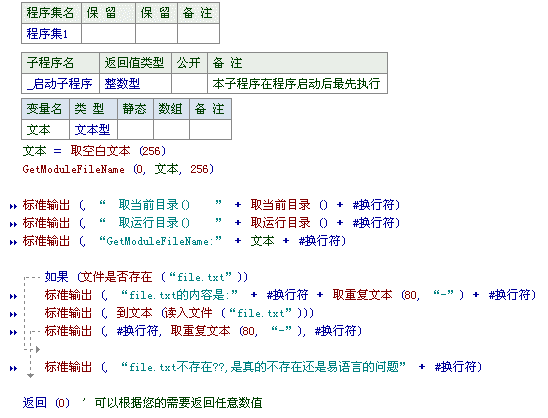 程序集名 保 留 保 留 备 注
程序集1
子程序名 返回值类型 公开 备 注
_启动子程序 整数型 本子程序在程序启动后最先执行
变量名 类 型 静态 数组 备 注
文本 文本型
文本 = 取空白文本 (256)
GetModuleFileName (0, 文本, 256)
标准输出 (, “ 取当前目录() ” + 取当前目录 () + #换行符)
标准输出 (, “ 取运行目录() ” + 取运行目录 () + #换行符)
标准输出 (, “GetModuleFileName:” + 文本 + #换行符)
如果 (文件是否存在 (“file.txt”))
标准输出 (, “file.txt的内容是:” + #换行符 + 取重复文本 (80, “-”) + #换行符)
标准输出 (, 到文本 (读入文件 (“file.txt”)))
标准输出 (, #换行符, 取重复文本 (80, “-”), #换行符)
标准输出 (, “file.txt不存在??,是真的不存在还是易语言的问题” + #换行符)
返回 (0) ’ 可以根据您的需要返回任意数值